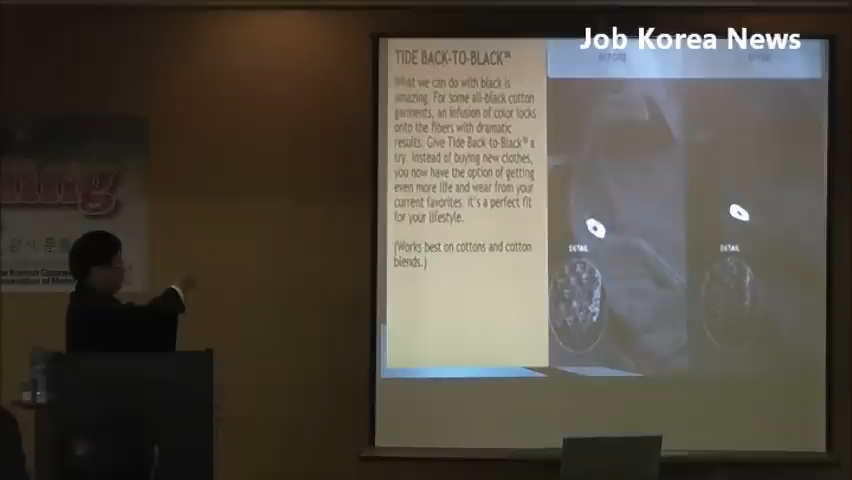 Job Korea News
TIDE BACK-TO-BLACK℠
BEFORE
AFTER
What we can do with black is
amazing. For some all-black cotton
garments, an infusion of color locks
onto the fibers with dramatic
results. Give Tide Back-to-Black℠ a
try. Instead of buying new clothes,
you now have the option of getting
even more life and wear from your
current favorites. It's a perfect fit
for your lifestyle.
(Works best on cottons and cotton
blends.)
DETAIL
DETAIL
ning